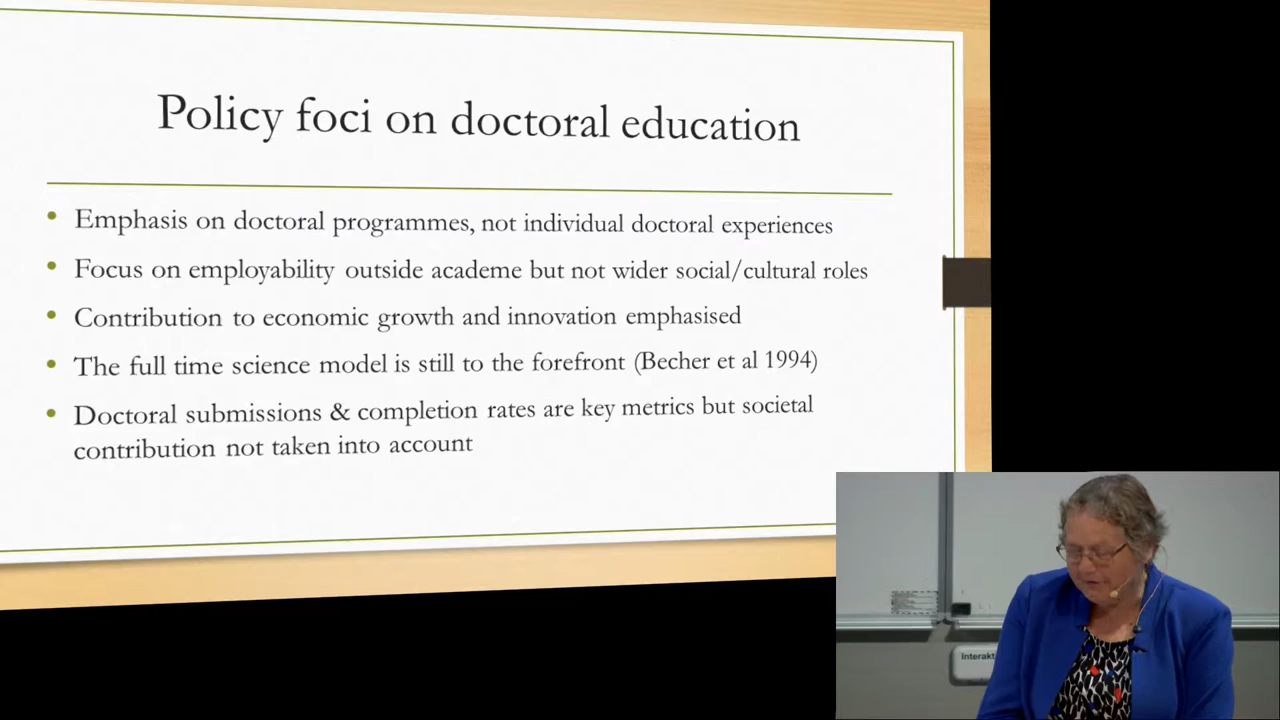 Policy foci on doctoral education
• Emphasis on doctoral programmes, not individual doctoral experiences
• Focus on employability outside academe but not wider social/cultural roles
• Contribution to economic growth and innovation emphasised
• The full time science model is still to the forefront (Becher et al 1994)
• Doctoral submissions & completion rates are key metrics but societal
contribution not taken into account
Interakt